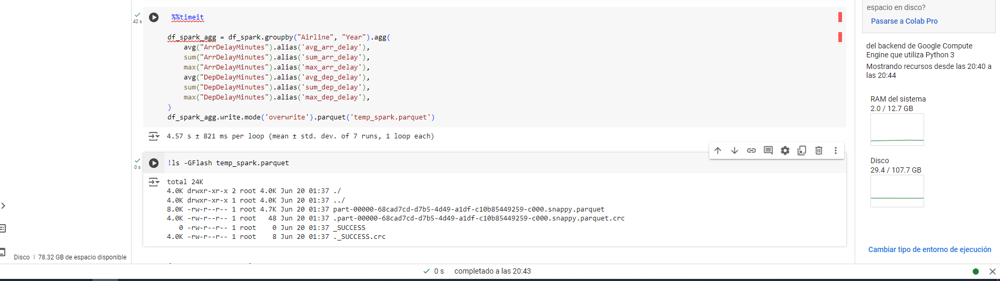 42 s
%%timeit
df_spark_agg = df_spark.groupby("Airline", "Year").agg(
avg("ArrDelayMinutes").alias('avg_arr_delay'),
sum("ArrDelayMinutes").alias('sum_arr_delay'),
max("ArrDelayMinutes").alias('max_arr_delay'),
avg("DepDelayMinutes").alias('avg_dep_delay'),
sum("DepDelayMinutes").alias('sum_dep_delay'),
max("DepDelayMinutes").alias('max_dep_delay'),
)
df_spark_agg.write.mode('overwrite').parquet('temp_spark.parquet')
4.57 s ± 821 ms per loop (mean ± std. dev. of 7 runs, 1 loop each)
0 s
!ls -GFlash temp_spark.parquet
total 24K
4.0K drwxr-xr-x 2 root 4.0K Jun 20 01:37 ./
4.0K drwxr-xr-x 1 root 4.0K Jun 20 01:37 ../
8.0K -rw-r--r-- 1 root 4.7K Jun 20 01:37 part-00000-68cad7cd-d7b5-4d49-a1df-c10b85449259-c000.snappy.parquet
4.0K -rw-r--r-- 1 root   48 Jun 20 01:37 .part-00000-68cad7cd-d7b5-4d49-a1df-c10b85449259-c000.snappy.parquet.crc
0 -rw-r--r-- 1 root    0 Jun 20 01:37 _SUCCESS
4.0K -rw-r--r-- 1 root    8 Jun 20 01:37 ._SUCCESS.crc
espacio en disco?
Pasarse a Colab Pro
del backend de Google Compute
Engine que utiliza Python 3
Mostrando recursos desde las 20:40 a
las 20:44
RAM del sistema
2.0 / 12.7 GB
Disco
29.4 / 107.7 GB
Cambiar tipo de entorno de ejecución
Disco | 78.32 GB de espacio disponible
0 s completado a las 20:43